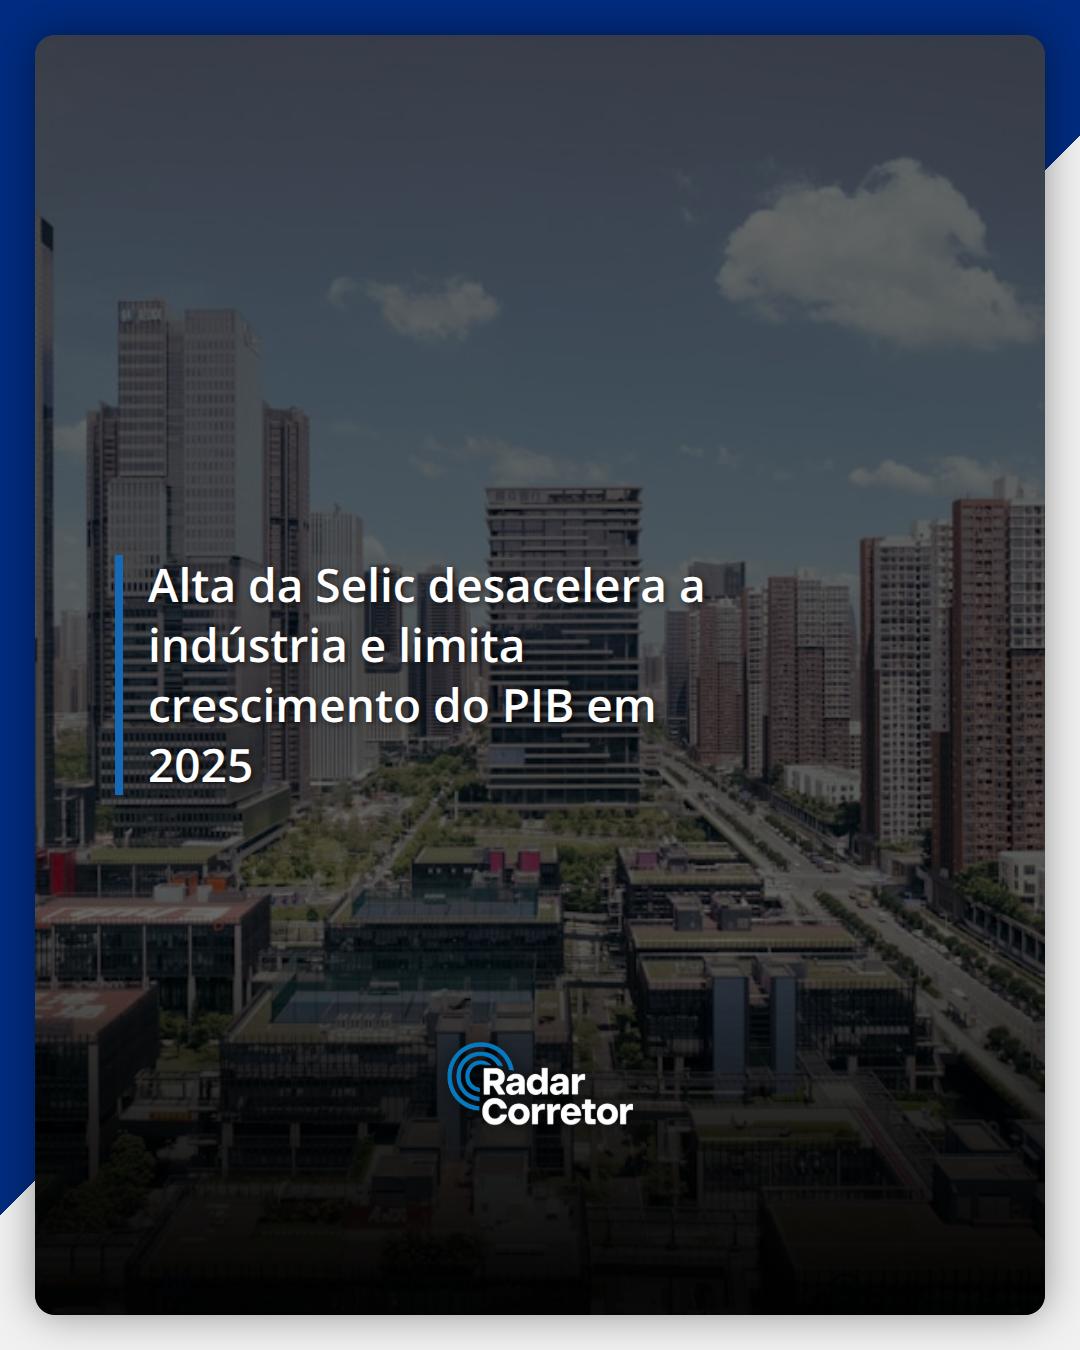 Alta da Selic desacelera a
indústria e limita
crescimento do PIB em
2025
Radar
Corretor